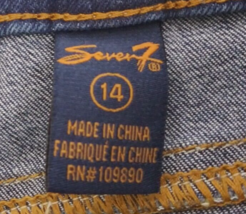 Seven7®
14
MADE IN CHINA
FABRIQUÉ EN CHINE
RN#109890